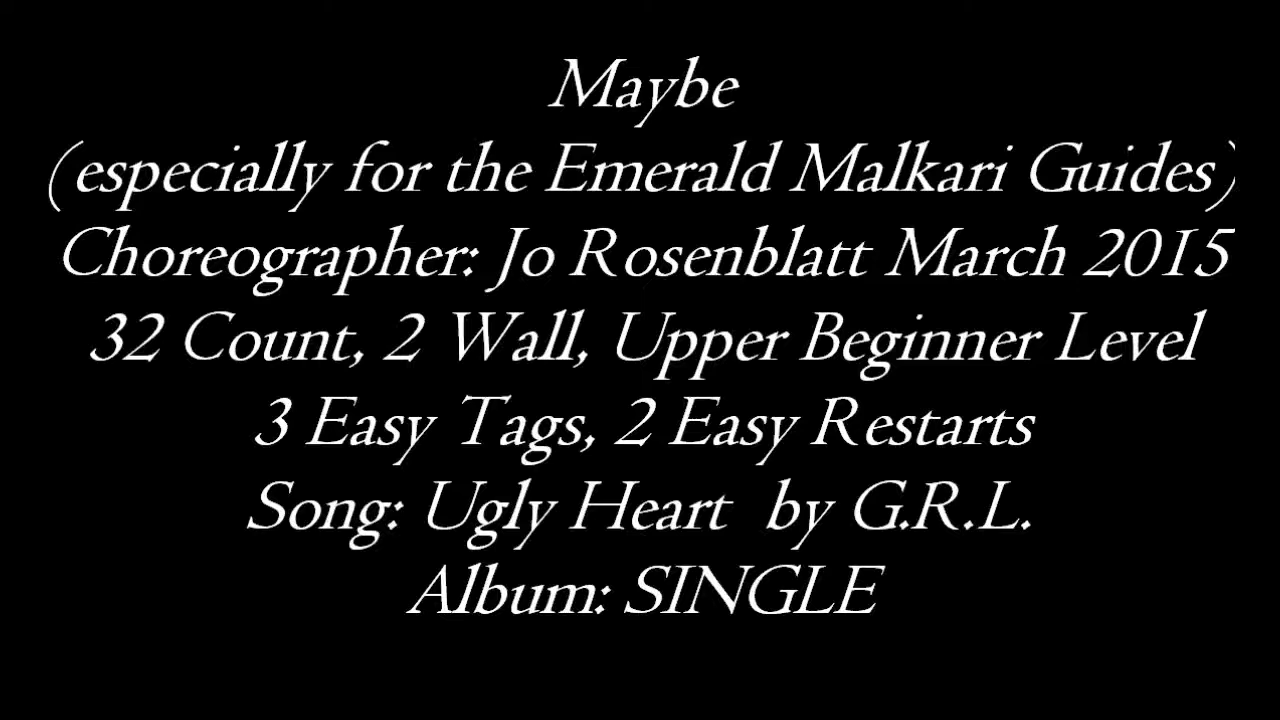 Maybe
(especially for the Emerald Malkari Guides)
Choreographer: Jo Rosenblatt March 2015
32 Count, 2 Wall, Upper Beginner Level
3 Easy Tags, 2 Easy Restarts
Song: Ugly Heart by G.R.L.
Album: SINGLE